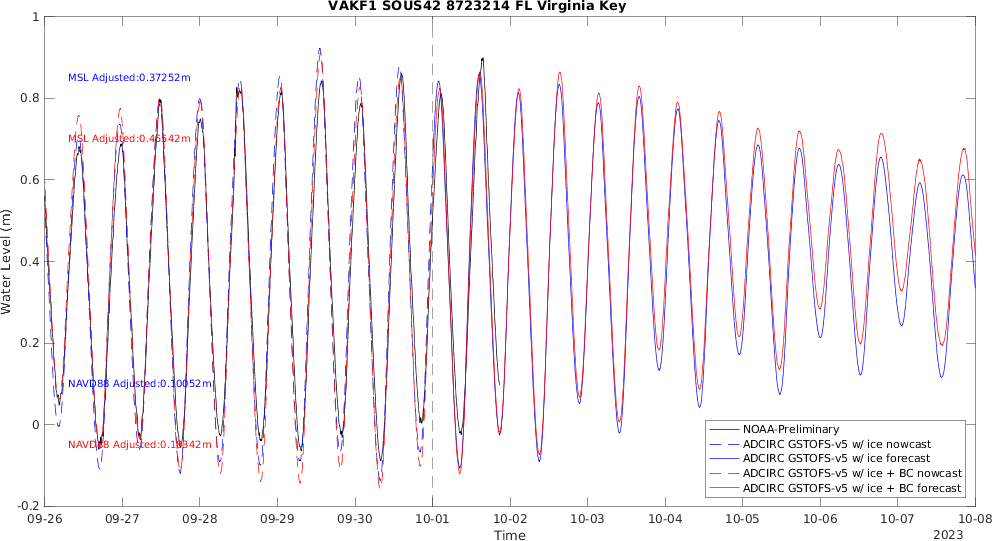 VAKF1 SOUS42 8723214 FL Virginia Key
1
0.8
0.6
0.4
0.2
0
-0.2
Water Level (m)
MSL Adjusted:0.37252m
MSL Adjusted:0.46542m
NAVD88 Adjusted:0.10052m
NAVD88 Adjusted:0.19342m
NOAA-Preliminary
ADCIRC GSTOFS-v5 w/ ice nowcast
ADCIRC GSTOFS-v5 w/ ice forecast
ADCIRC GSTOFS-v5 w/ ice + BC nowcast
ADCIRC GSTOFS-v5 w/ ice + BC forecast
09-26 09-27 09-28 09-29 09-30 10-01 10-02 10-03 10-04 10-05 10-06 10-07 10-08
Time
2023